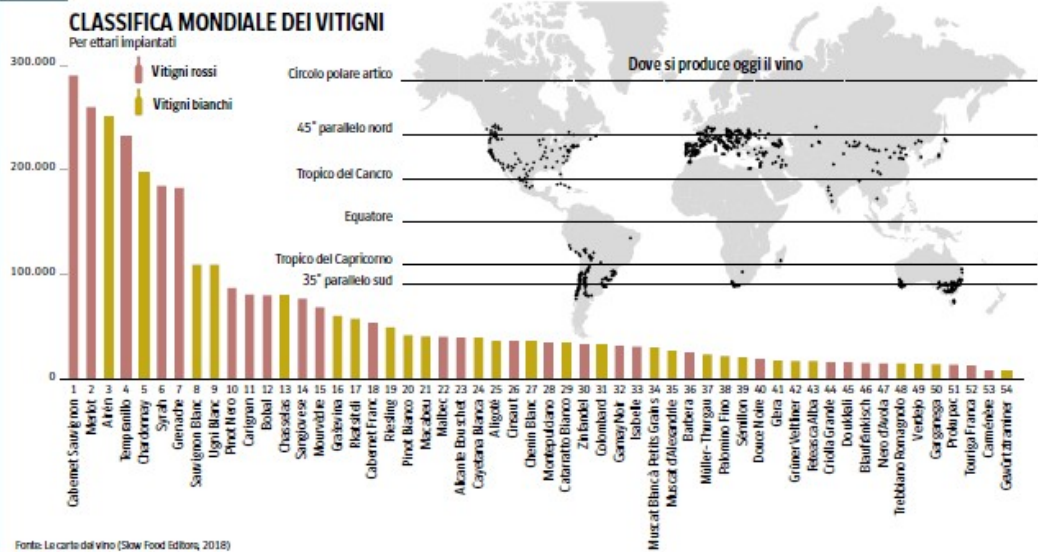 CLASSIFICA MONDIALE DEI VITIGNI
Per ettari impiantati
300.000
200.000
100.000
0
Vitigni rossi
Vitigni bianchi
Dove si produce oggi il vino
Circolo polare artico
45° parallelo nord
Tropico del Cancro
Equatore
Tropico del Capricorno
35° parallelo sud
1 Cabernet Sauvignon
2 Merlot
3 Airén
4 Tempranillo
5 Chardonnay
6 Syrah
7 Grenache
8 Sauvignon Blanc
9 Ugni Blanc
10 Pinot Nero
11 Carignan
12 Bobal
13 Chasselas
14 Sangiovese
15 Mourvèdre
16 Graševina
17 Rkatsiteli
18 Cabernet Franc
19 Riesling
20 Pinot Bianco
21 Macabeu
22 Malbec
23 Alicante Bouschet
24 Cayetana Blanca
25 Aligoté
26 Cinsaut
27 Chenin Blanc
28 Montepulciano
29 Catarratto Bianco
30 Zinfandel
31 Colombard
32 Gamay Noir
33 Isabelle
34 Muscat Blanc à Petits Grains
35 Muscat d'Alexandrie
36 Barbera
37 Müller-Thurgau
38 Palomino Fino
39 Sémillon
40 Douce Noire
41 Glera
42 Grüner Veltliner
43 Feteasca Alba
44 Criolla Grande
45 Doukkali
46 Blaufränkisch
47 Nero d'Avola
48 Trebbiano Romagnolo
49 Verdejo
50 Garganega
51 Prokupac
52 Touriga Franca
53 Carménère
54 Gewürtraminer
Fonte: Le carte del vino (Slow Food Editore, 2018)